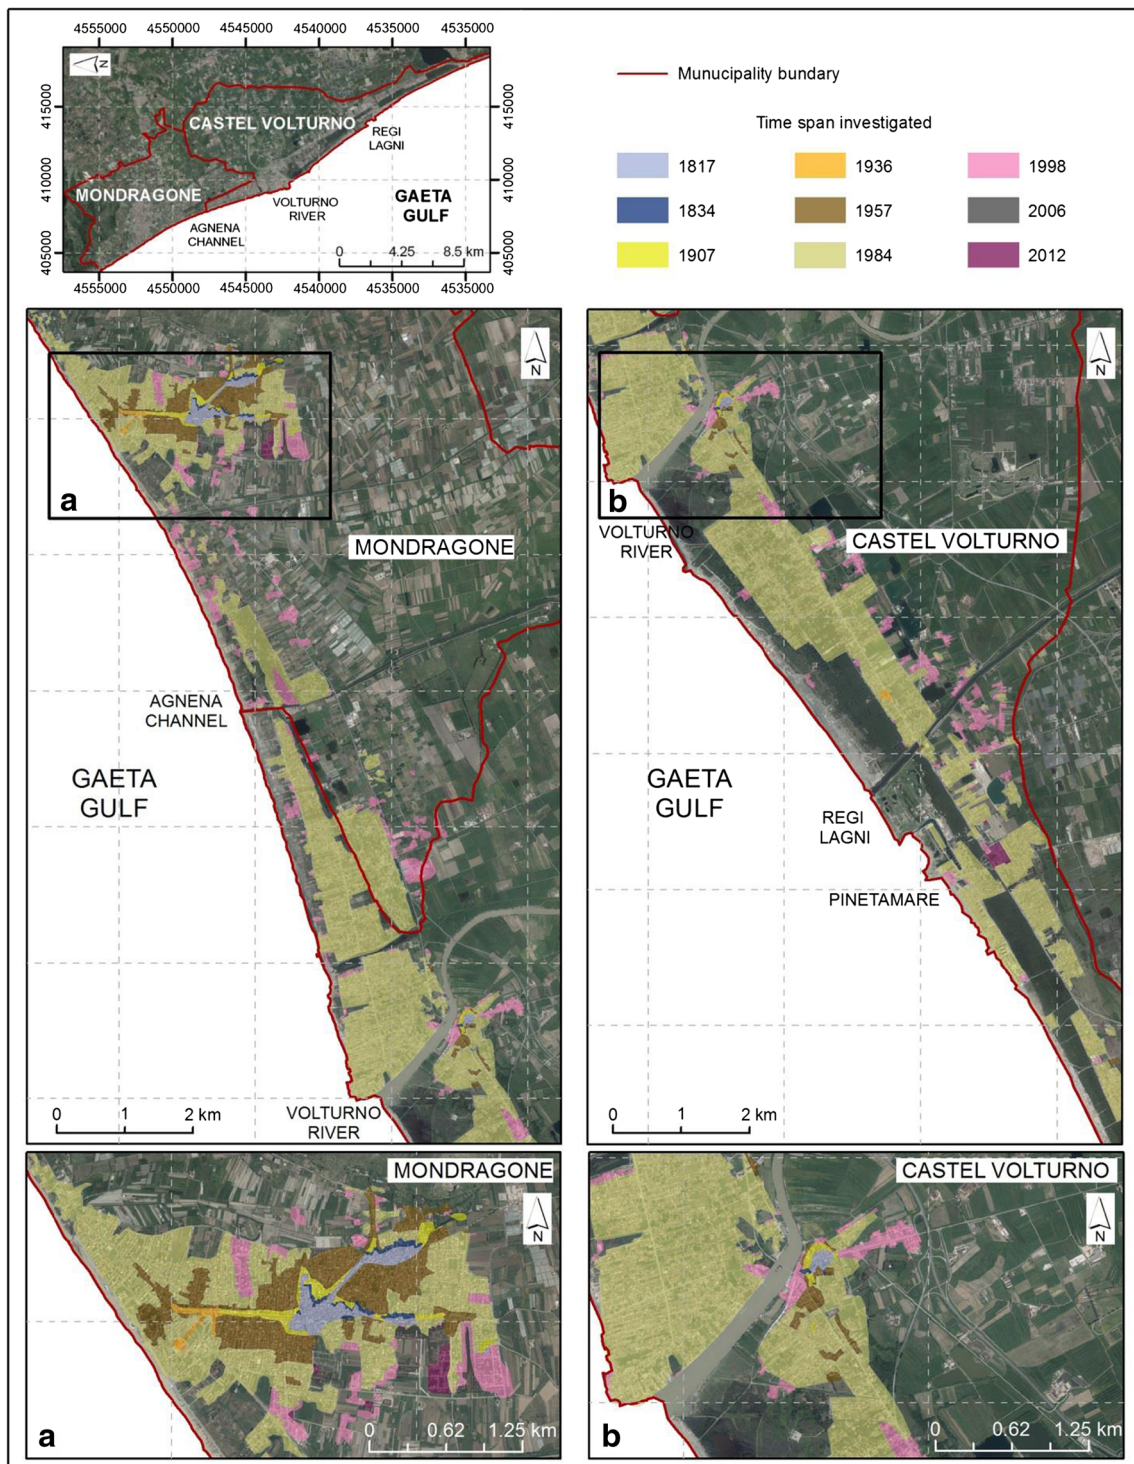 4555000 4550000 4545000 4540000 4535000 4535000
N
415000
410000
405000
415000
410000
405000
CASTEL VOLTURNO
REGI
LAGNI
MONDRAGONE
VOLTURNO
RIVER
GAETA
GULF
AGNENA
CHANNEL
0 4.25 8.5 km
4555000 4550000 4545000 4540000 4535000 4535000
Munucipality bundary
Time span investigated
1817 1936 1998
1834 1957 2006
1907 1984 2012
N
a
MONDRAGONE
AGNENA
CHANNEL
GAETA
GULF
VOLTURNO
RIVER
0 1 2 km
N
b
VOLTURNO
RIVER
CASTEL VOLTURNO
GAETA
GULF
REGI
LAGNI
PINETAMARE
0 1 2 km
MONDRAGONE
N
a
0 0.62 1.25 km
CASTEL VOLTURNO
N
b
0 0.62 1.25 km